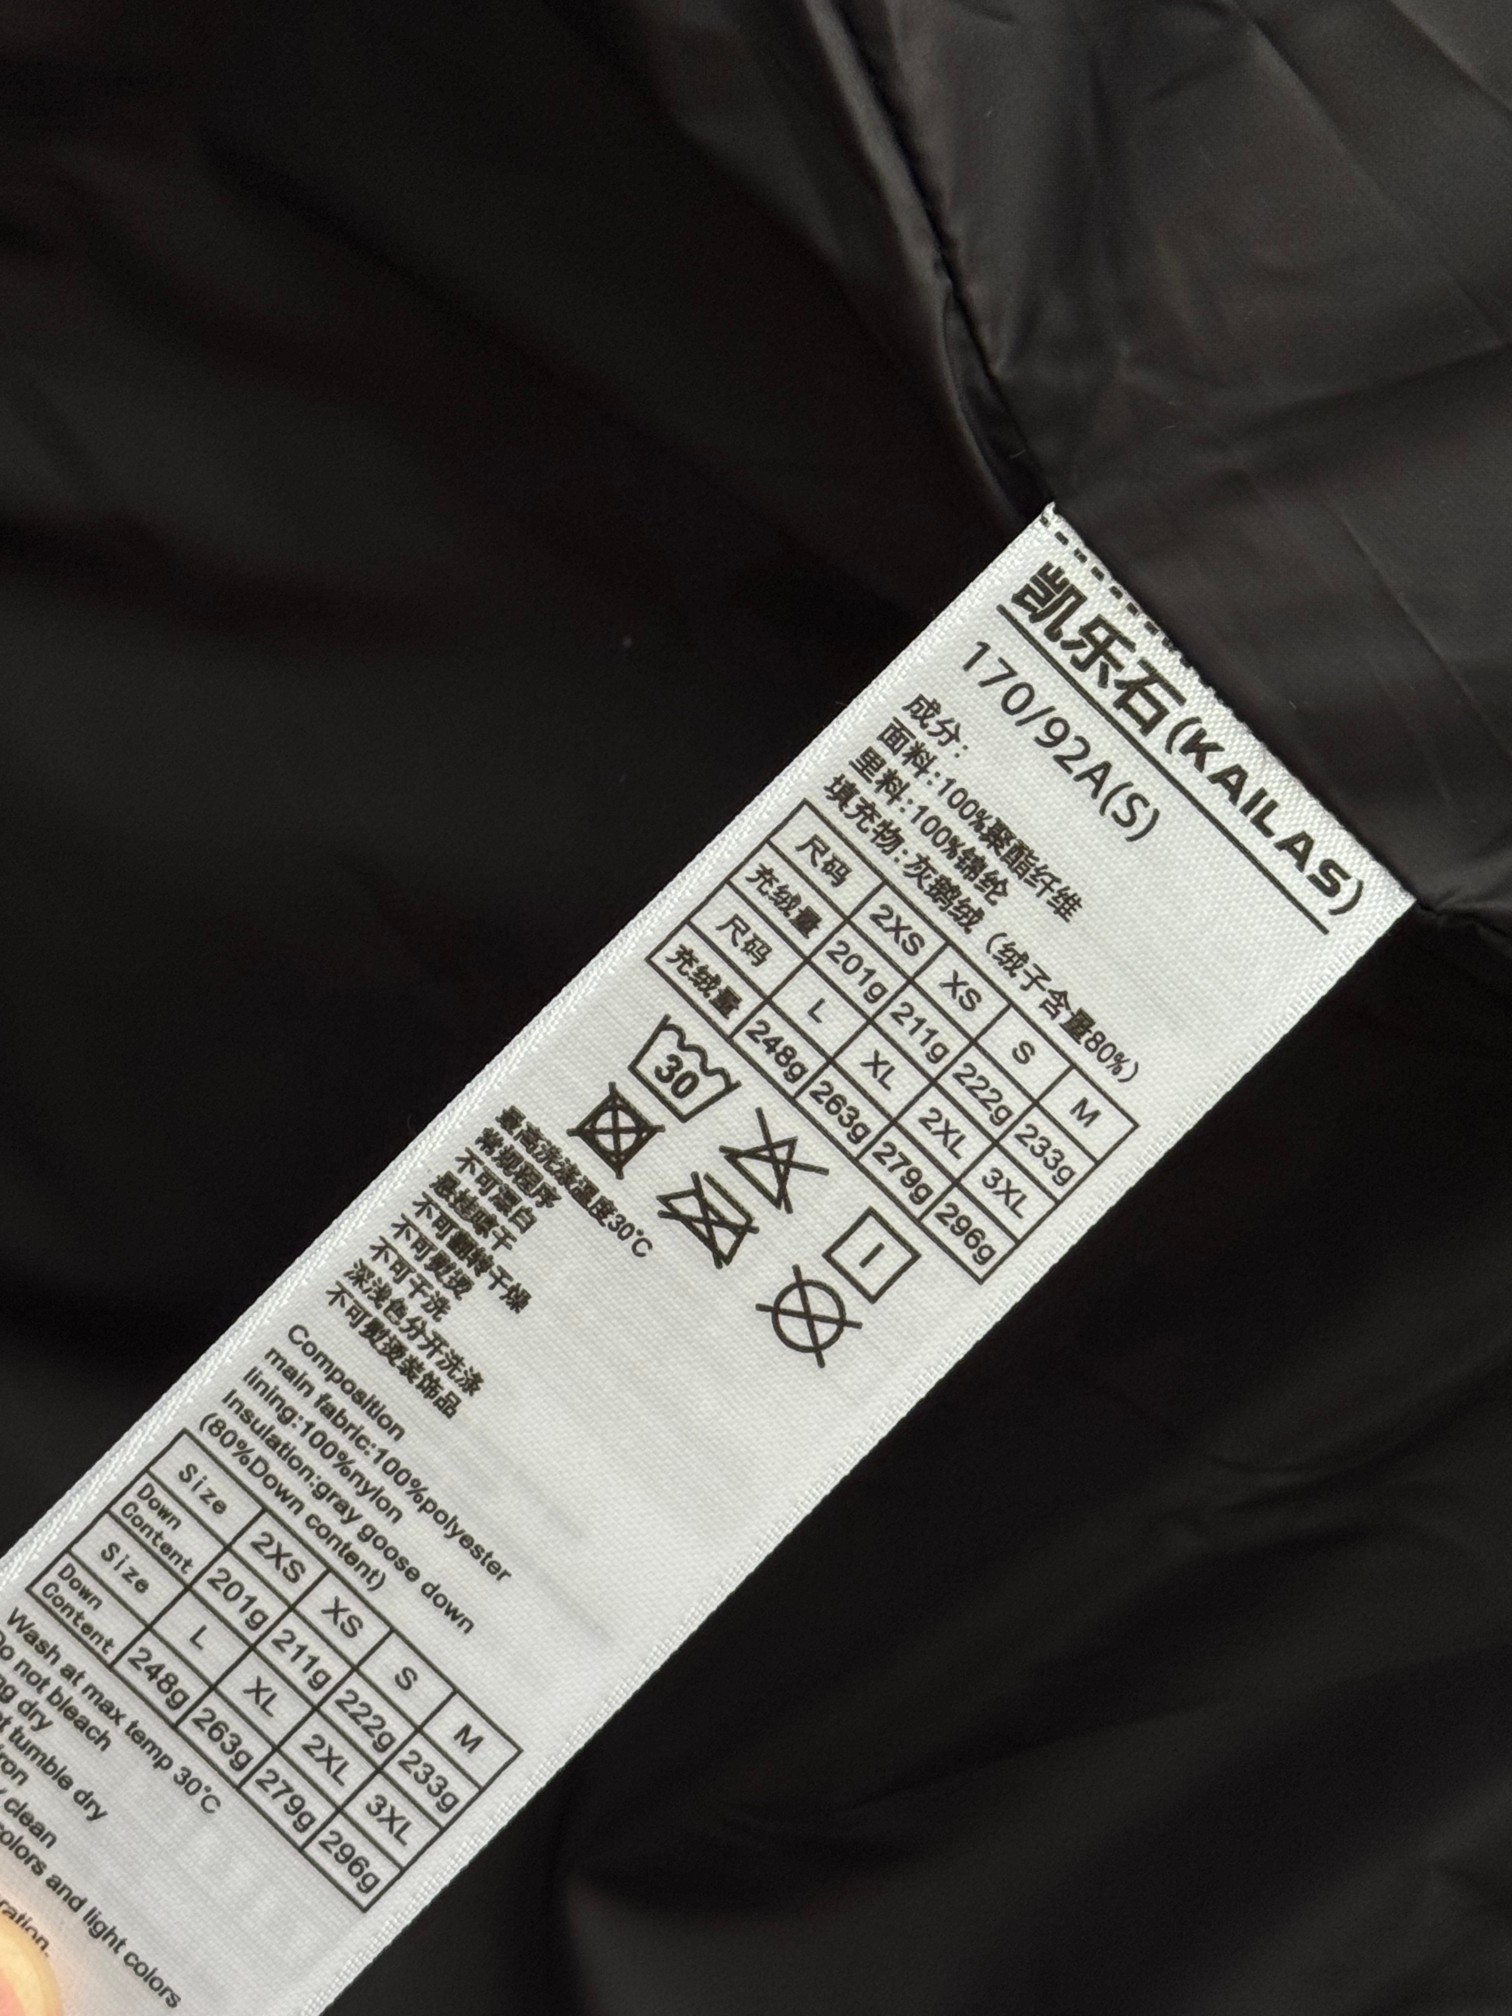 凯乐石(KAILAS)
170/92A(S)
成分:
面料:100%聚酯纤维
里料:100%锦纶
填充物:灰鹅绒（绒子含量80%）
尺码 2XS XS S M
充绒量 201g 211g 222g 233g
尺码 L XL 2XL 3XL
充绒量 248g 263g 279g 296g
30
最高洗涤温度30℃
常规程序
不可漂白
悬挂晾干
不可翻转干燥
不可熨烫
不可干洗
深浅色分开洗涤
不可熨烫装饰品
Composition
main fabric:100%polyester
lining:100%nylon
Insulation:gray goose down
(80%Down content)
Size 2XS XS S M
Down Content 201g 211g 222g 233g
Size L XL 2XL 3XL
Down Content 248g 263g 279g 296g
Wash at max temp 30℃
Do not bleach
dry
tumble dry
clean
and light colors